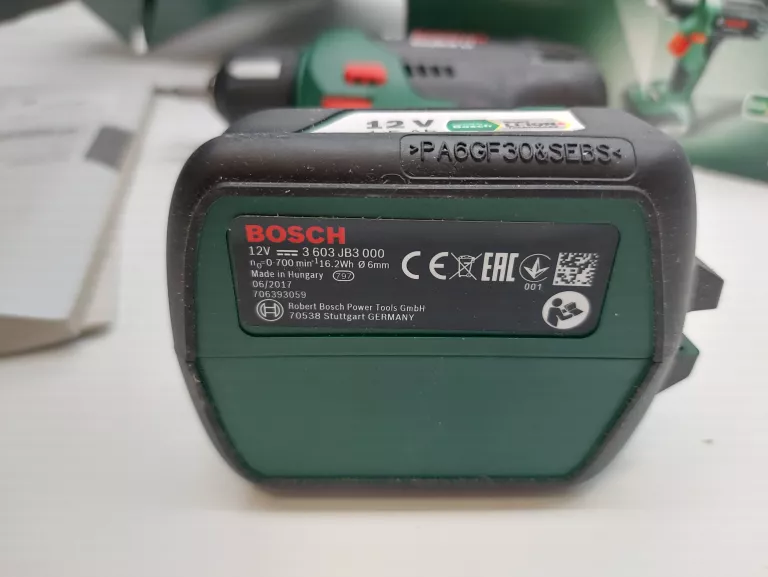 12 V
>PA6GF30&SEBS<
BOSCH
12V ⎓ 3 603 JB3 000
n₀-0-700 min⁻¹ 16.2Wh Ø 6mm
Made in Hungary 797
06/2017
706393059
Robert Bosch Power Tools GmbH
70538 Stuttgart GERMANY
CE EAC
001